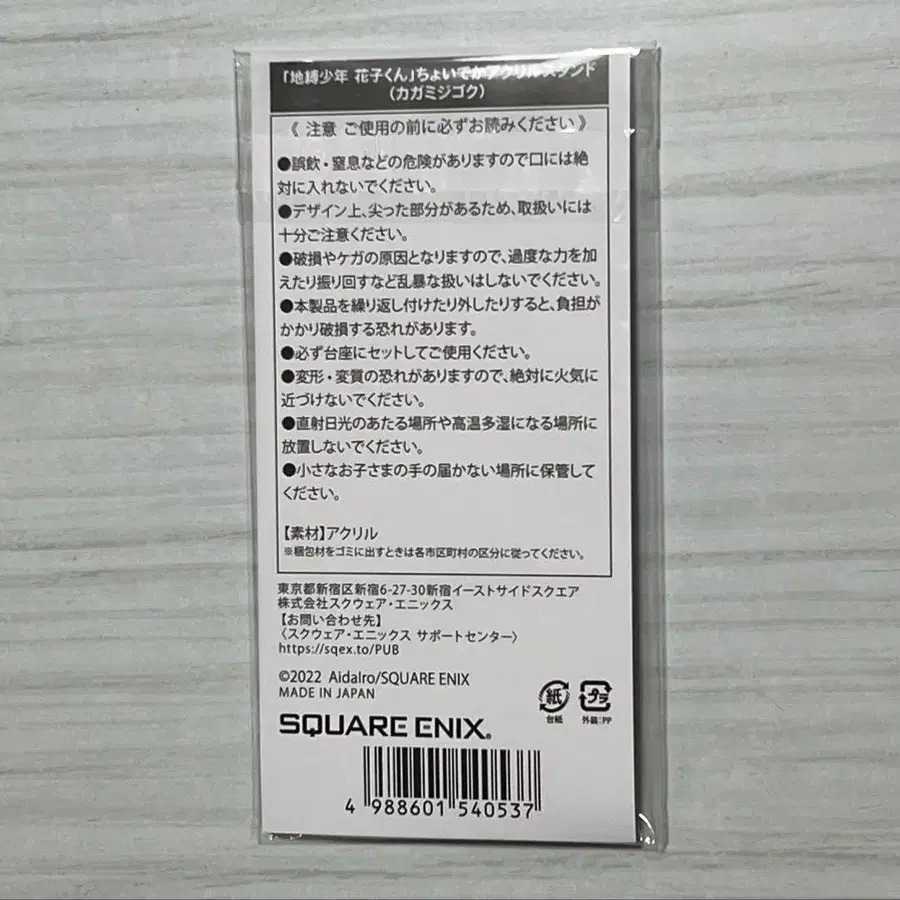 「地縛少年 花子くん」ちょいでかアクリルスタンド
(カガミジゴク)
《 注意 ご使用の前に必ずお読みください 》
●誤飲・窒息などの危険がありますので口には絶
対に入れないでください。
●デザイン上、尖った部分があるため、取扱いには
十分ご注意ください。
●破損やケガの原因となりますので、過度な力を加
えたり振り回すなど乱暴な扱いはしないでください。
●本製品を繰り返し付けたり外したりすると、負担が
かかり破損する恐れがあります。
●必ず台座にセットしてご使用ください。
●変形・変質の恐れがありますので、絶対に火気に
近づけないでください。
●直射日光のあたる場所や高温多湿になる場所に
放置しないでください。
●小さなお子さまの手の届かない場所に保管して
ください。
【素材】アクリル
※梱包材をゴミに出すときは各市区町村の区分に従ってください。
東京都新宿区新宿6-27-30新宿イーストサイドスクエア
株式会社スクウェア・エニックス
【お問い合わせ先】
〈スクウェア・エニックス サポートセンター〉
https://sqex.to/PUB
©2022 AidaIro/SQUARE ENIX
MADE IN JAPAN
紙 プラ
台紙 外装:PP
SQUARE ENIX®
4 988601 540537